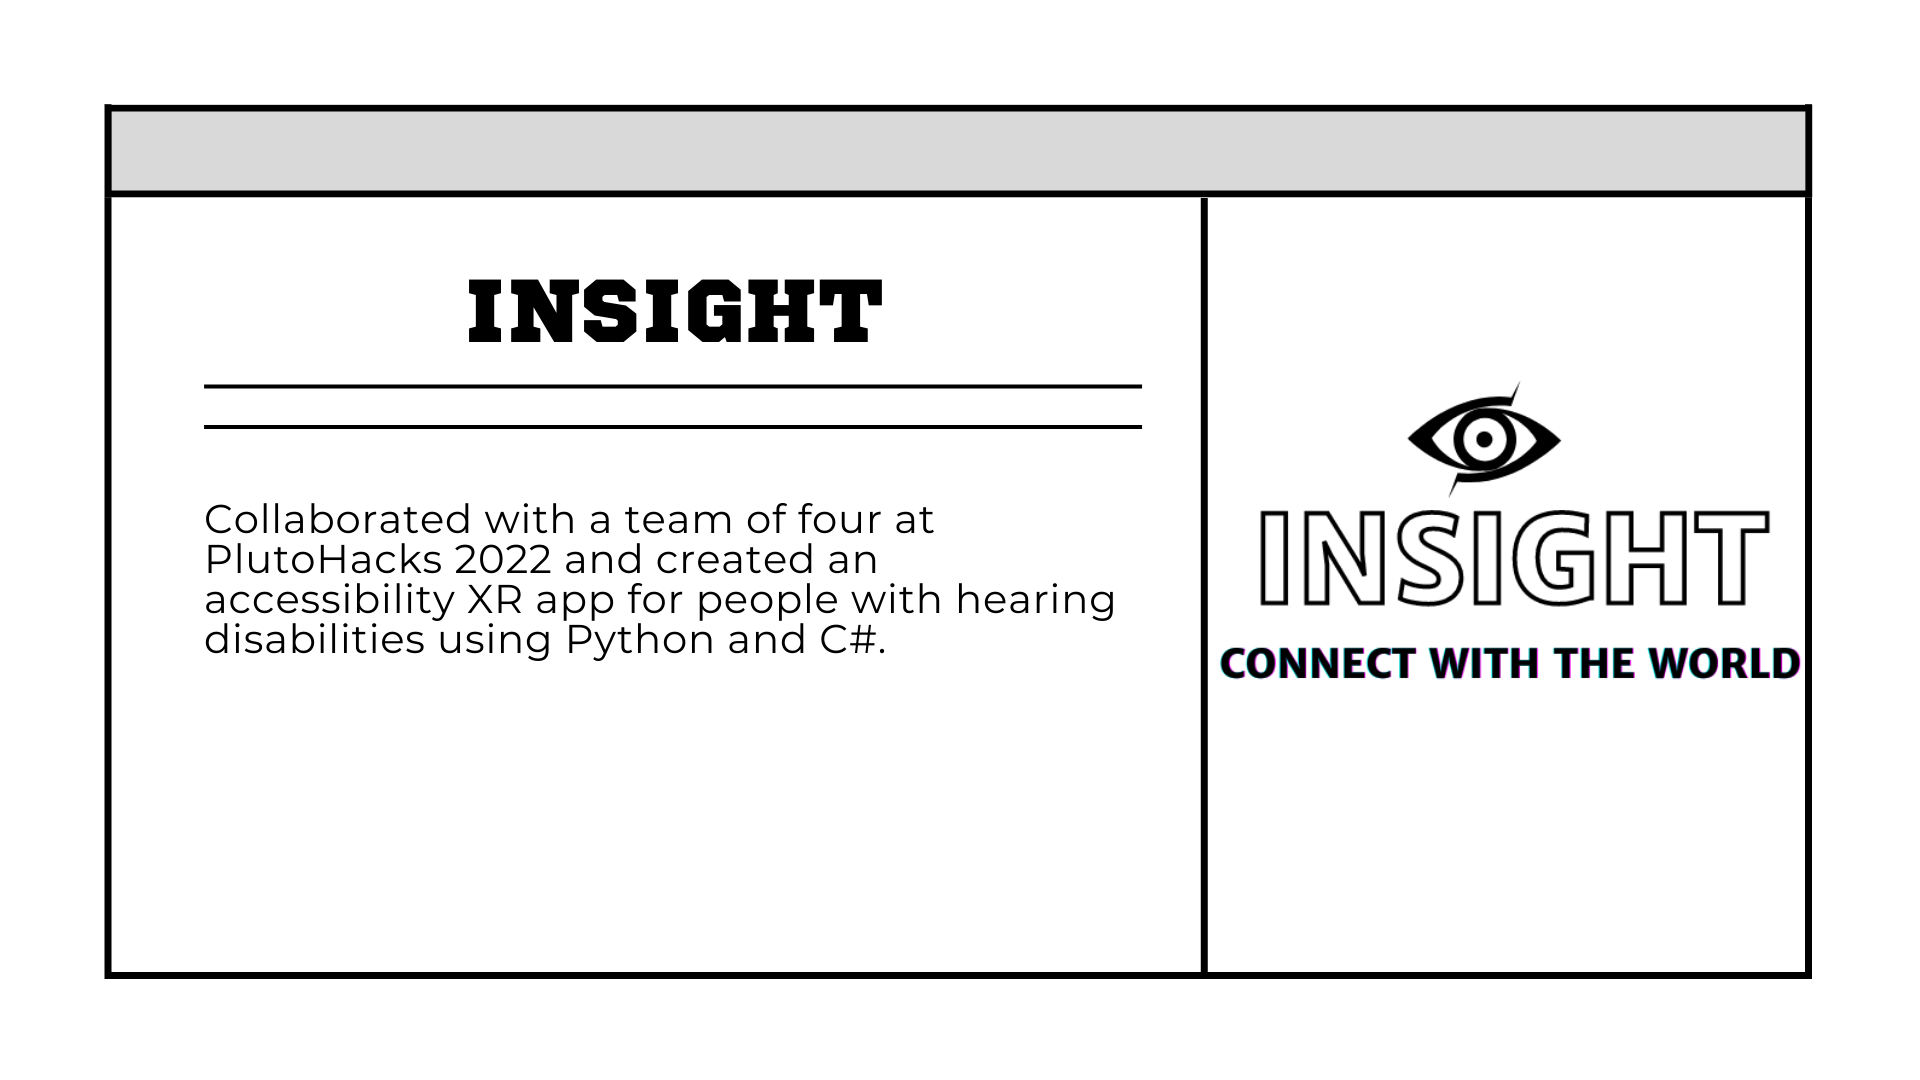 INSIGHT
Collaborated with a team of four at
PlutoHacks 2022 and created an
accessibility XR app for people with hearing
disabilities using Python and C#.
INSIGHT
CONNECT WITH THE WORLD